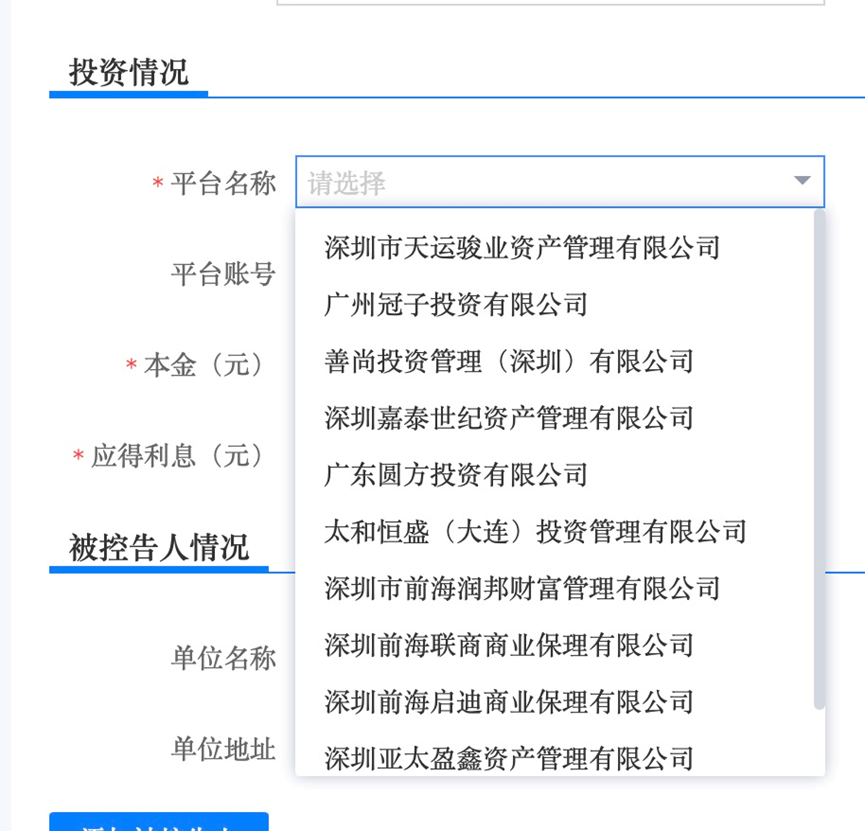 投资情况
* 平台名称 请选择
深圳市天运骏业资产管理有限公司
平台账号
广州冠子投资有限公司
* 本金（元）
善尚投资管理（深圳）有限公司
深圳嘉泰世纪资产管理有限公司
* 应得利息（元）
广东圆方投资有限公司
太和恒盛（大连）投资管理有限公司
被控告人情况
深圳市前海润邦财富管理有限公司
单位名称
深圳前海联商商业保理有限公司
深圳前海启迪商业保理有限公司
单位地址
深圳亚太盈鑫资产管理有限公司